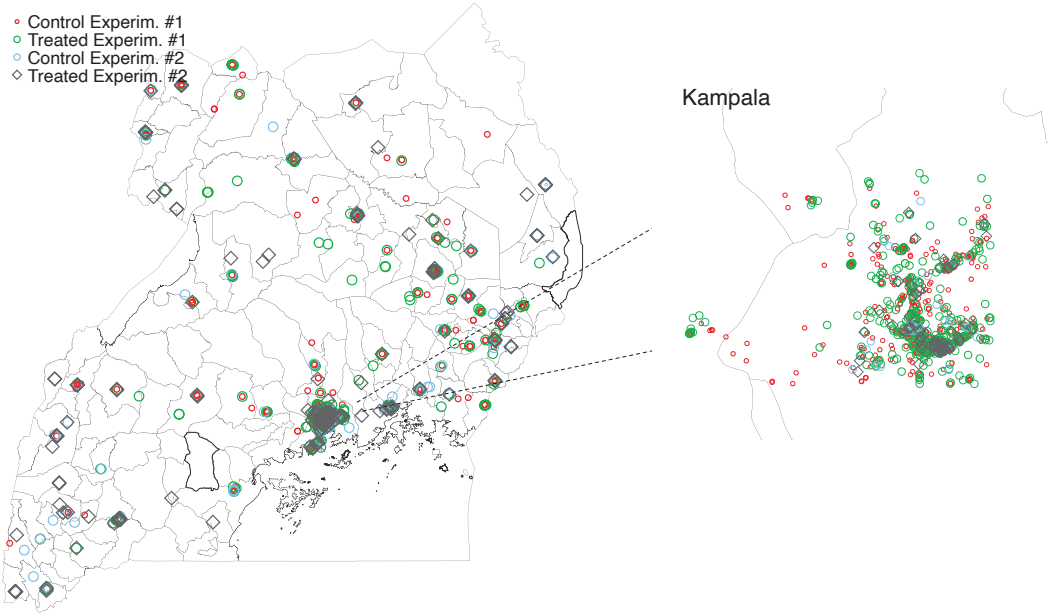 Control Experim. #1
Treated Experim. #1
Control Experim. #2
Treated Experim. #2
Kampala